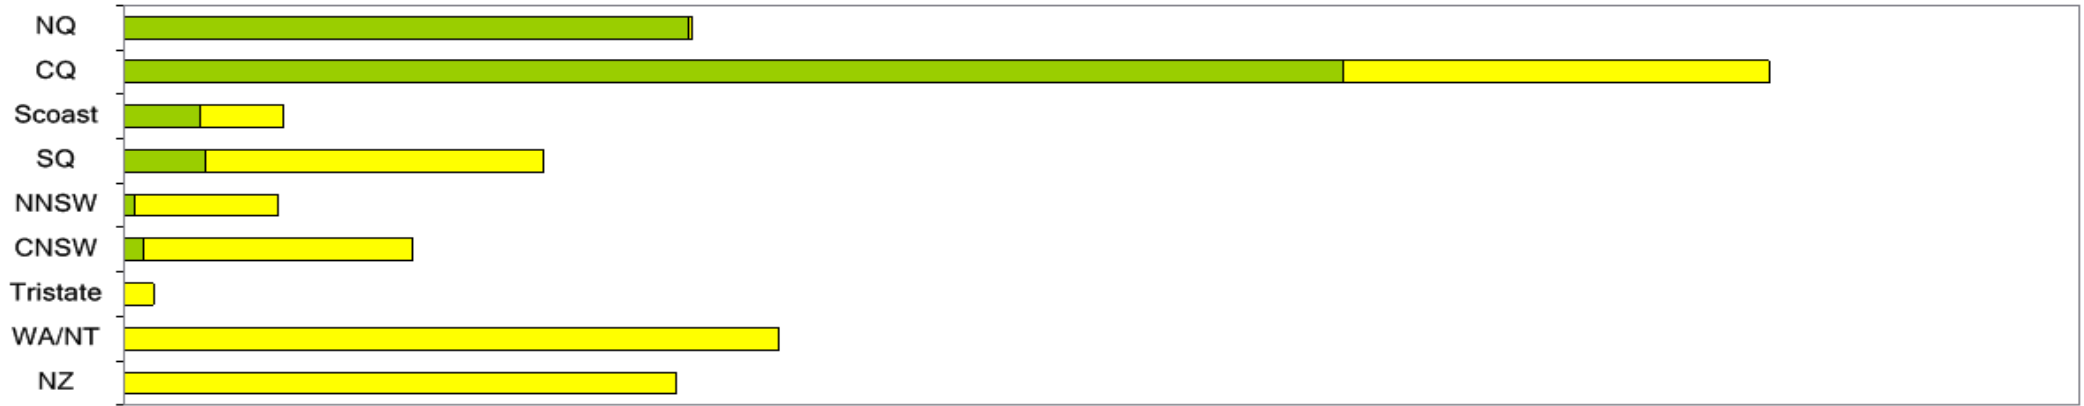 NQ
CQ
Scoast
SQ
NNSW
CNSW
Tristate
WA/NT
NZ